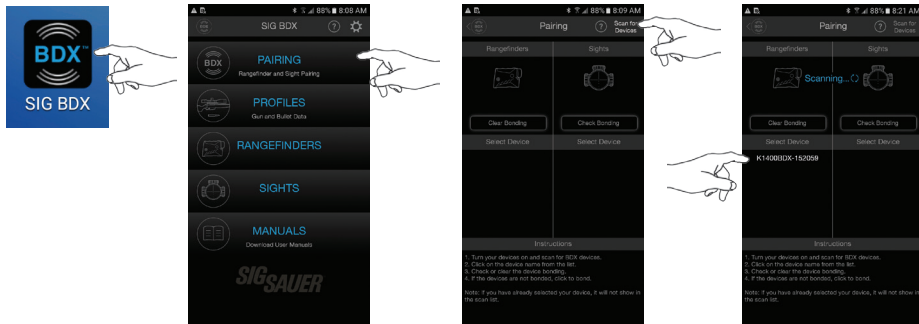 BDX™
SIG BDX
88% 8:08 AM
BDX
SIG BDX
?
BDX
PAIRING
Rangefinder and Sight Pairing
PROFILES
Gun and Bullet Data
RANGEFINDERS
SIGHTS
MANUALS
Download User Manuals
SIG SAUER
88% 8:09 AM
Pairing
?
Scan for
Devices
Rangefinders Sights
Clear Bonding Check Bonding
Select Device Select Device
Instructions
1. Turn your devices on and scan for BDX devices.
2. Click on the device name from the list.
3. Check or clear the device bonding.
4. If the devices are not bonded, click to bond.
Note: If you have already selected your device, it will not show in
the scan list.
88% 8:21 AM
Pairing
?
Scan for
Devices
Rangefinders Sights
Scanning...
Clear Bonding Check Bonding
Select Device Select Device
K1400BDX-152059
Instructions
1. Turn your devices on and scan for BDX devices.
2. Click on the device name from the list.
3. Check or clear the device bonding.
4. If the devices are not bonded, click to bond.
Note: If you have already selected your device, it will not show in
the scan list.